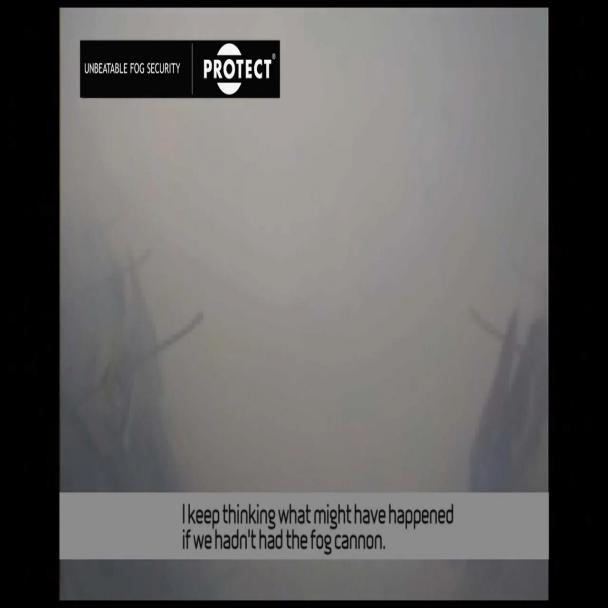 UNBEATABLE FOG SECURITY
PROTECT®
I keep thinking what might have happened
if we hadn't had the fog cannon.